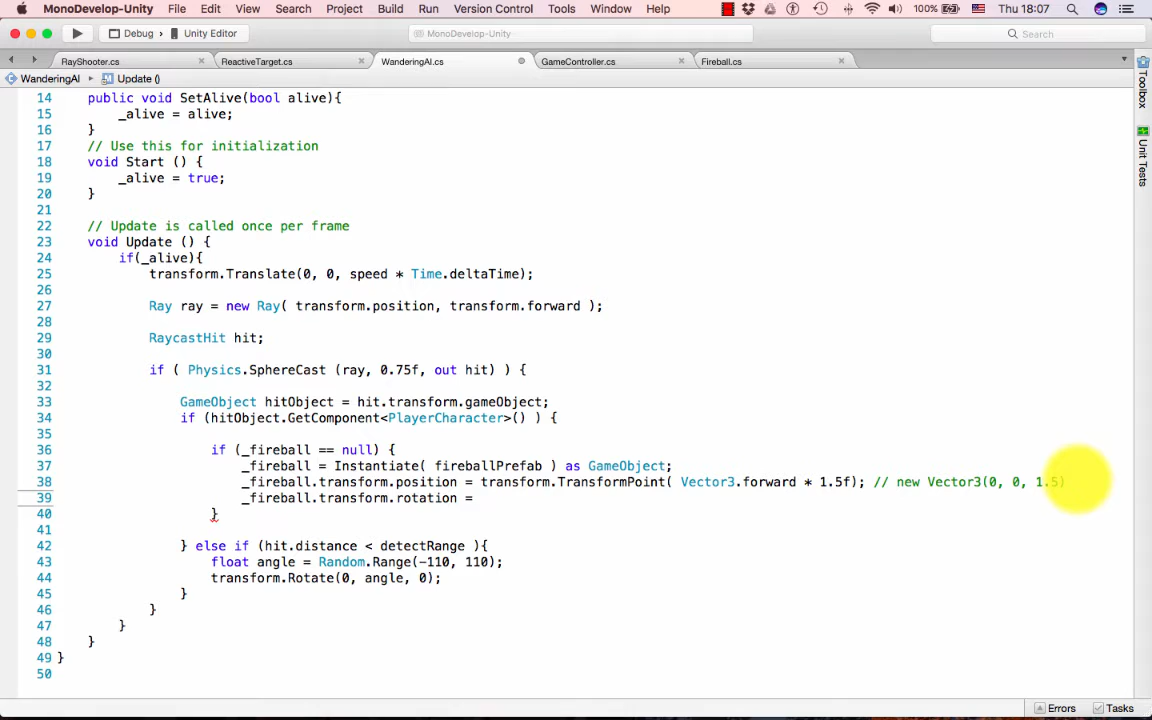 MonoDevelop-Unity File Edit View Search Project Build Run Version Control Tools Window Help 100% Thu 18:07
Debug Unity Editor MonoDevelop-Unity Search
RayShooter.cs ReactiveTarget.cs WanderingAI.cs GameController.cs Fireball.cs
WanderingAI Update ()
Toolbox
Unit Tests
14 public void SetAlive(bool alive){
15 _alive = alive;
16 }
17 // Use this for initialization
18 void Start () {
19 _alive = true;
20 }
21
22 // Update is called once per frame
23 void Update () {
24 if(_alive){
25 transform.Translate(0, 0, speed * Time.deltaTime);
26
27 Ray ray = new Ray( transform.position, transform.forward );
28
29 RaycastHit hit;
30
31 if ( Physics.SphereCast (ray, 0.75f, out hit) ) {
32
33 GameObject hitObject = hit.transform.gameObject;
34 if (hitObject.GetComponent<PlayerCharacter>() ) {
35
36 if (_fireball == null) {
37 _fireball = Instantiate( fireballPrefab ) as GameObject;
38 _fireball.transform.position = transform.TransformPoint( Vector3.forward * 1.5f); // new Vector3(0, 0, 1.5)
39 _fireball.transform.rotation =
40 }
41
42 } else if (hit.distance < detectRange ){
43 float angle = Random.Range(-110, 110);
44 transform.Rotate(0, angle, 0);
45 }
46 }
47 }
48 }
49 }
50
Errors Tasks